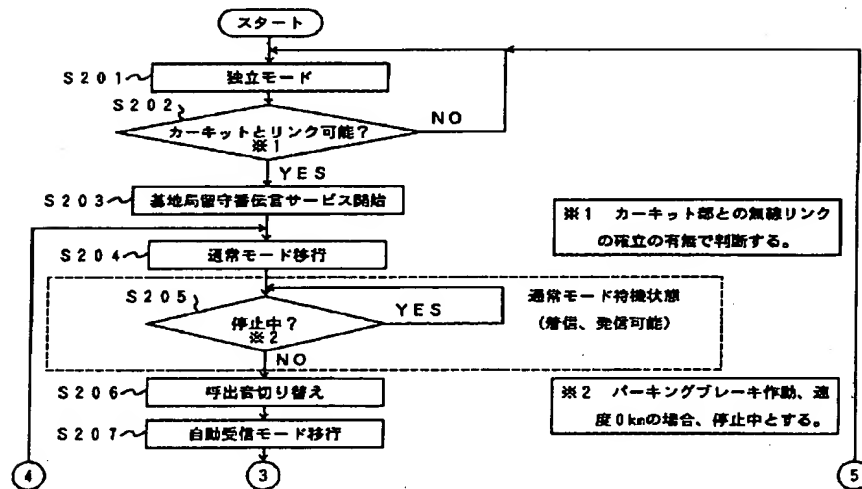 スタート
S201 独立モード
S202 カーキットとリンク可能?
※1
NO
YES
S203 基地局留守番伝言サービス開始
※1 カーキット部との無線リンク
の確立の有無で判断する。
S204 通常モード移行
S205 停止中?
※2
YES
通常モード待機状態
(着信、発信可能)
NO
S206 呼出音切り替え
※2 パーキングブレーキ作動、速
度0kmの場合、停止中とする。
S207 自動受信モード移行
4 3 5